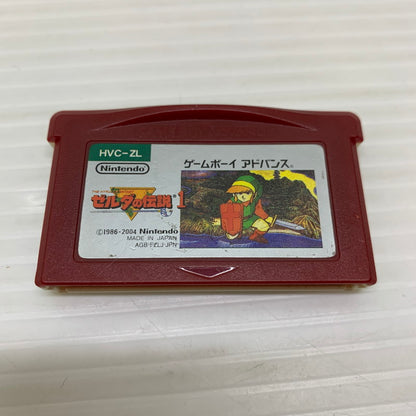 HVC-ZL
Nintendo
ゲームボーイ アドバンス
ゼルダの伝説 1
©1986・2004 Nintendo
MADE IN JAPAN